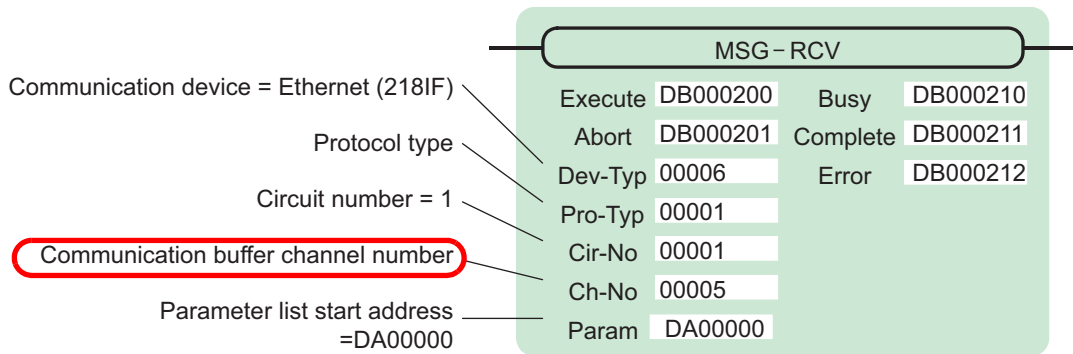 MSG-RCV
Communication device = Ethernet (218IF)
Execute DB000200 Busy DB000210
Protocol type
Abort DB000201 Complete DB000211
Dev-Typ 00006 Error DB000212
Circuit number = 1
Pro-Typ 00001
Communication buffer channel number
Cir-No 00001
Ch-No 00005
Parameter list start address
=DA00000
Param DA00000